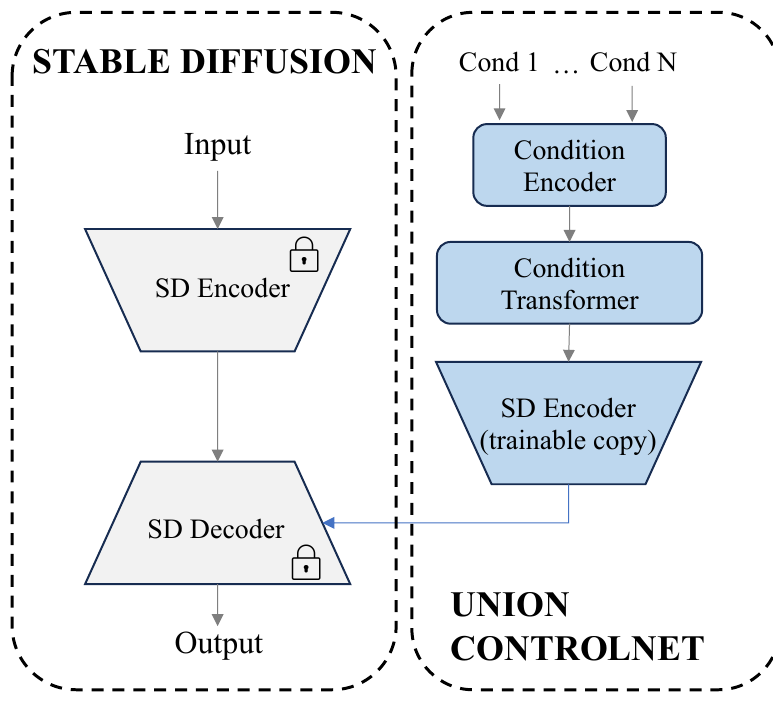 STABLE DIFFUSION
Input
SD Encoder
SD Decoder
Output
Cond 1 … Cond N
Condition
Encoder
Condition
Transformer
SD Encoder
(trainable copy)
UNION
CONTROLNET